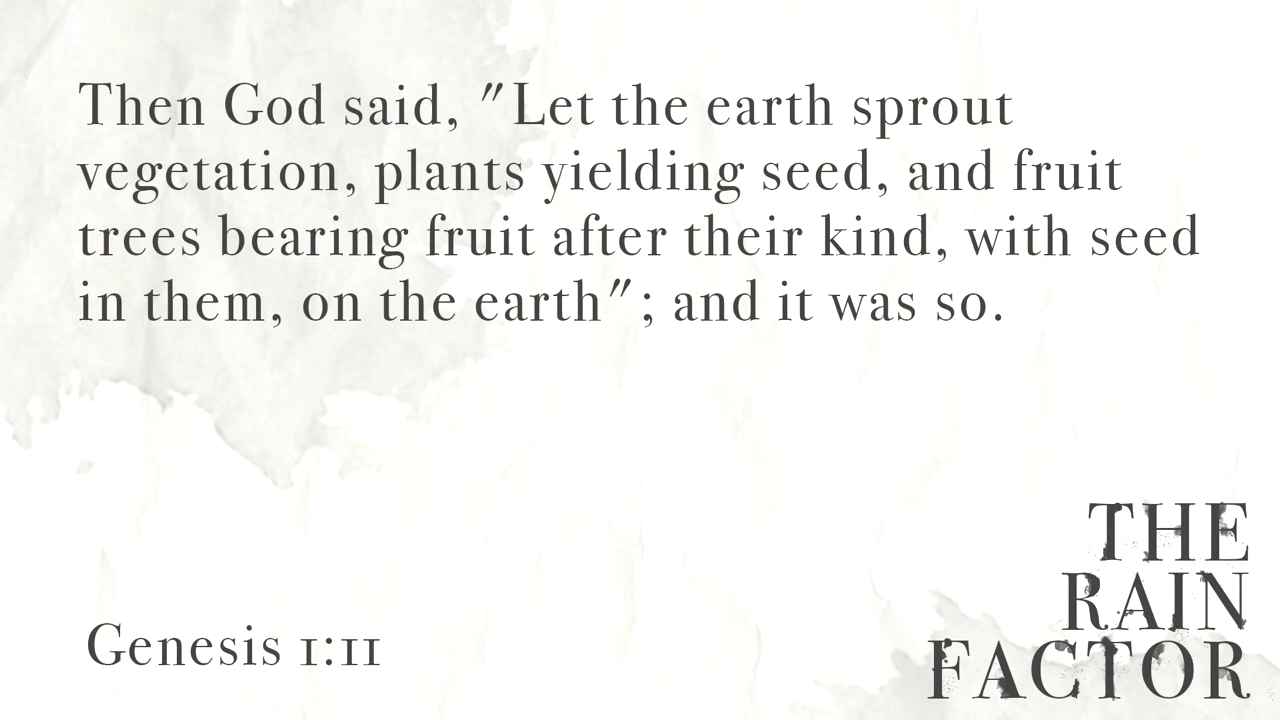 Then God said, "Let the earth sprout
vegetation, plants yielding seed, and fruit
trees bearing fruit after their kind, with seed
in them, on the earth"; and it was so.
Genesis 1:11
THE
RAIN
FACTOR